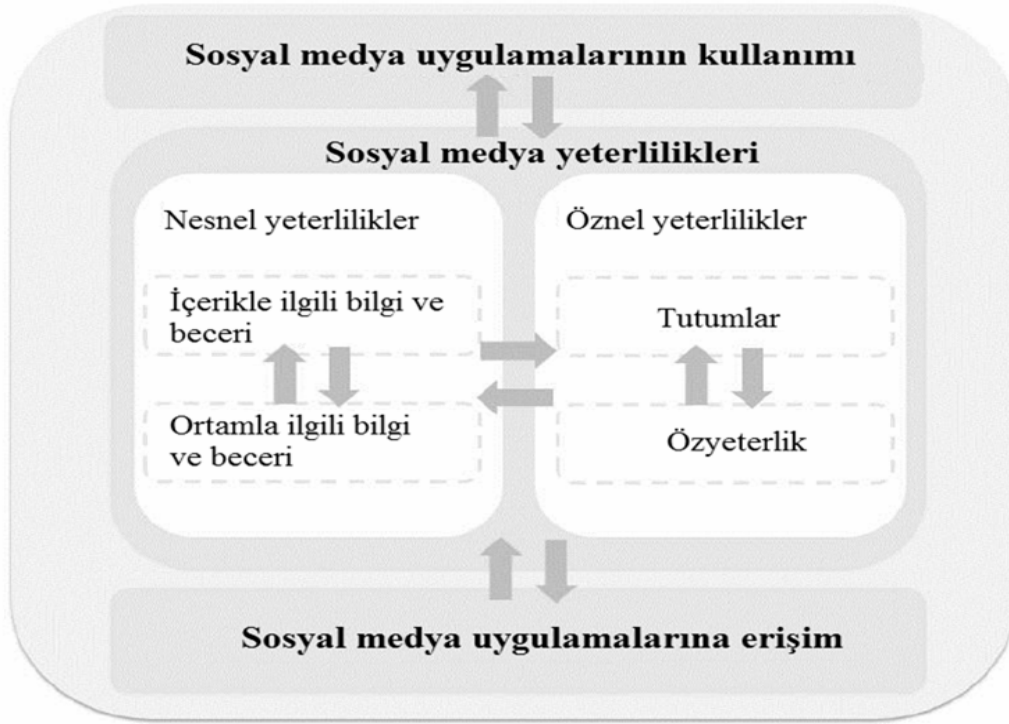 Sosyal medya uygulamalarının kullanımı
Sosyal medya yeterlilikleri
Nesnel yeterlilikler
İçerikle ilgili bilgi ve
beceri
Ortamla ilgili bilgi
ve beceri
Öznel yeterlilikler
Tutumlar
Özyeterlik
Sosyal medya uygulamalarına erişim